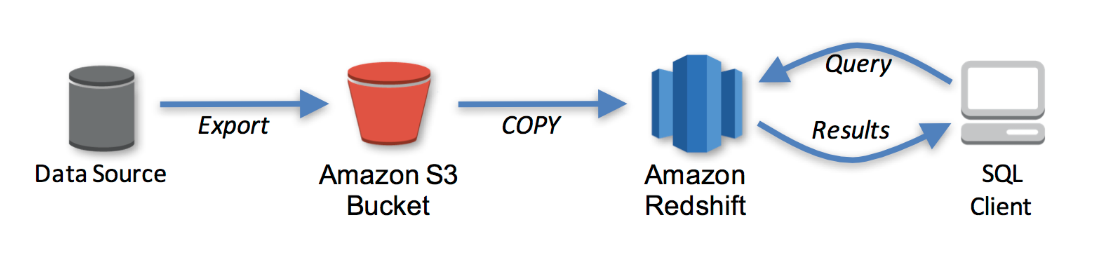 Export
Data Source
Amazon S3
Bucket
COPY
Amazon
Redshift
Query
Results
SQL
Client